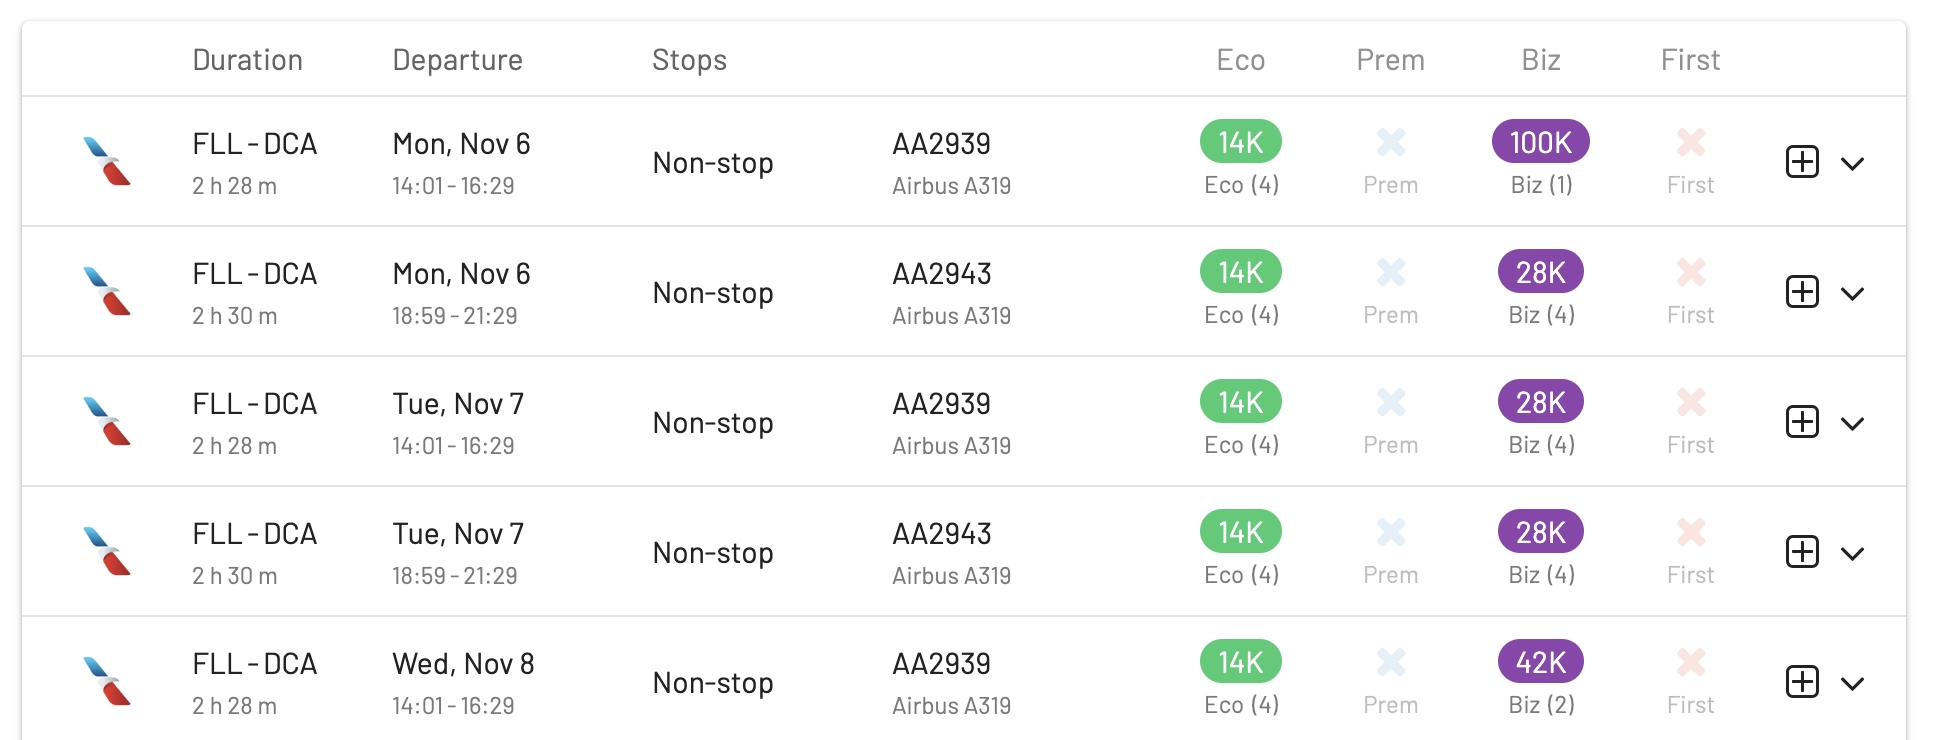 Duration Departure Stops Eco Prem Biz First
FLL-DCA Mon, Nov 6 Non-stop AA2939 14K 100K
2 h 28 m 14:01-16:29 Airbus A319 Eco (4) Prem Biz (1) First
FLL-DCA Mon, Nov 6 Non-stop AA2943 14K 28K
2 h 30 m 18:59-21:29 Airbus A319 Eco (4) Prem Biz (4) First
FLL-DCA Tue, Nov 7 Non-stop AA2939 14K 28K
2 h 28 m 14:01-16:29 Airbus A319 Eco (4) Prem Biz (4) First
FLL-DCA Tue, Nov 7 Non-stop AA2943 14K 28K
2 h 30 m 18:59-21:29 Airbus A319 Eco (4) Prem Biz (4) First
FLL-DCA Wed, Nov 8 Non-stop AA2939 14K 42K
2 h 28 m 14:01-16:29 Airbus A319 Eco (4) Prem Biz (2) First